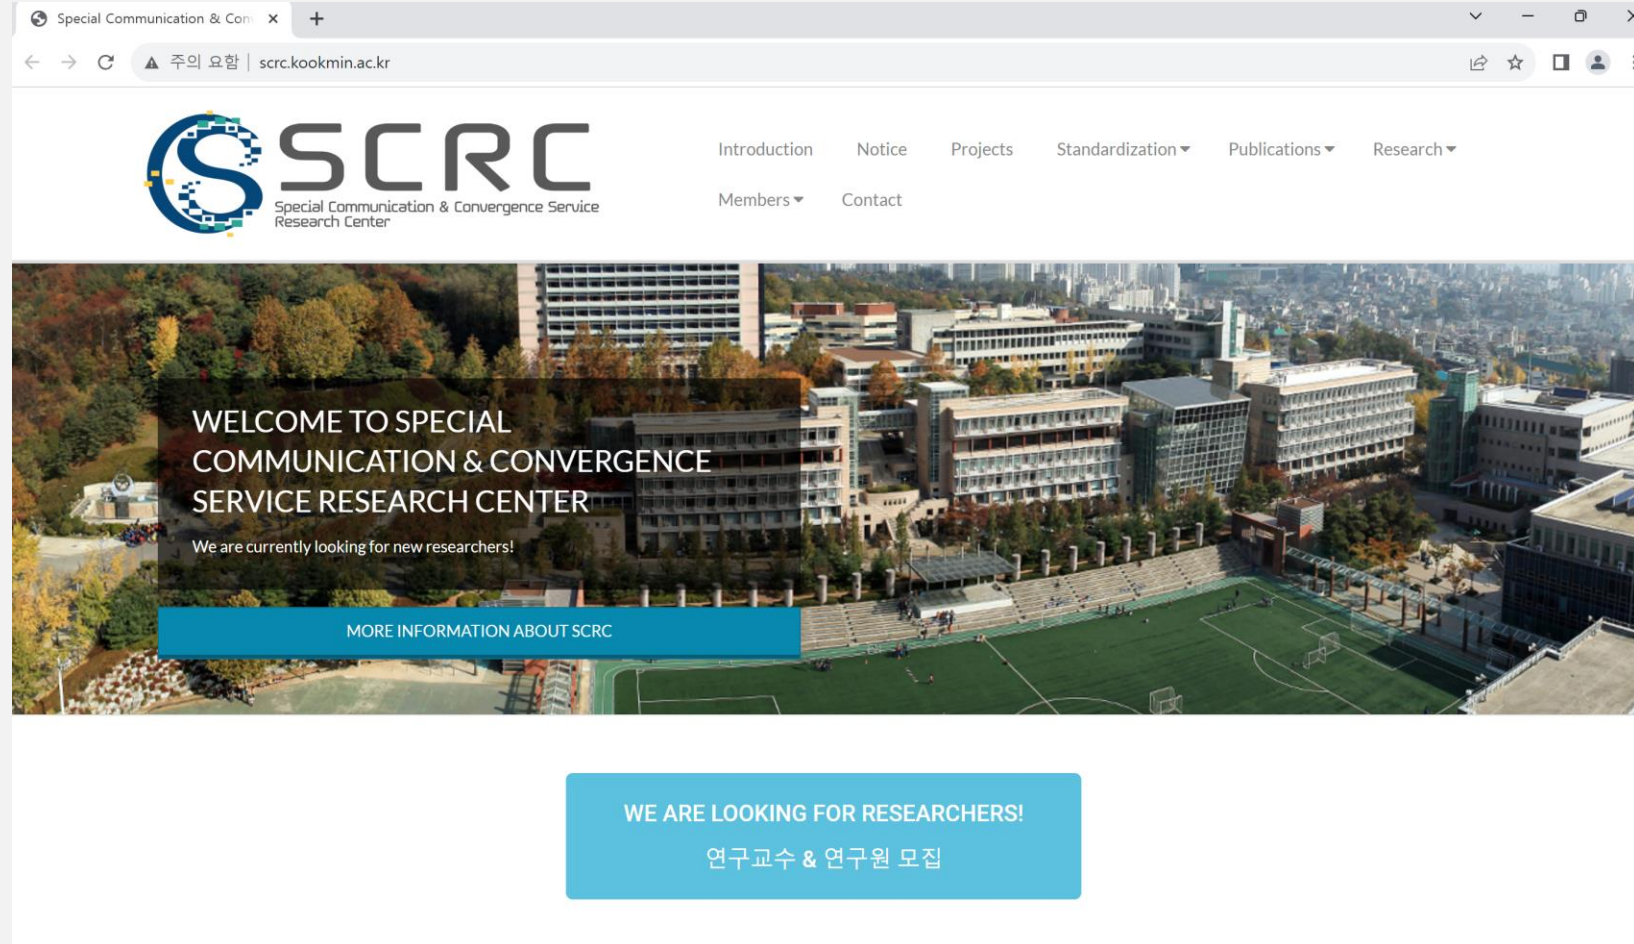 Special Communication & Con
주의 요함 | scrc.kookmin.ac.kr
SCRC
Special Communication & Convergence Service
Research Center
Introduction Notice Projects Standardization Publications Research
Members Contact
WELCOME TO SPECIAL
COMMUNICATION & CONVERGENCE
SERVICE RESEARCH CENTER
We are currently looking for new researchers!
MORE INFORMATION ABOUT SCRC
WE ARE LOOKING FOR RESEARCHERS!
연구교수 & 연구원 모집